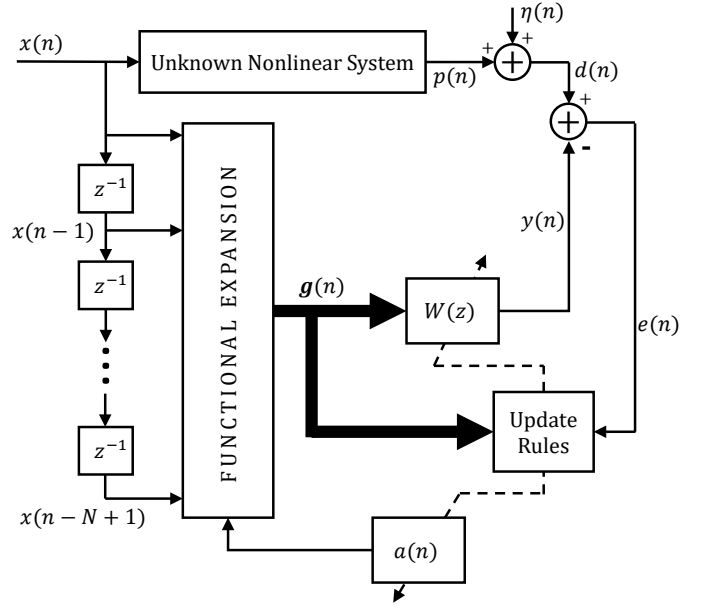 η(n)
x(n)
Unknown Nonlinear System
p(n)
+
+
+
d(n)
+
+
-
z⁻¹
x(n − 1)
z⁻¹
z⁻¹
x(n − N + 1)
FUNCTIONAL EXPANSION
g(n)
W(z)
y(n)
e(n)
Update
Rules
a(n)